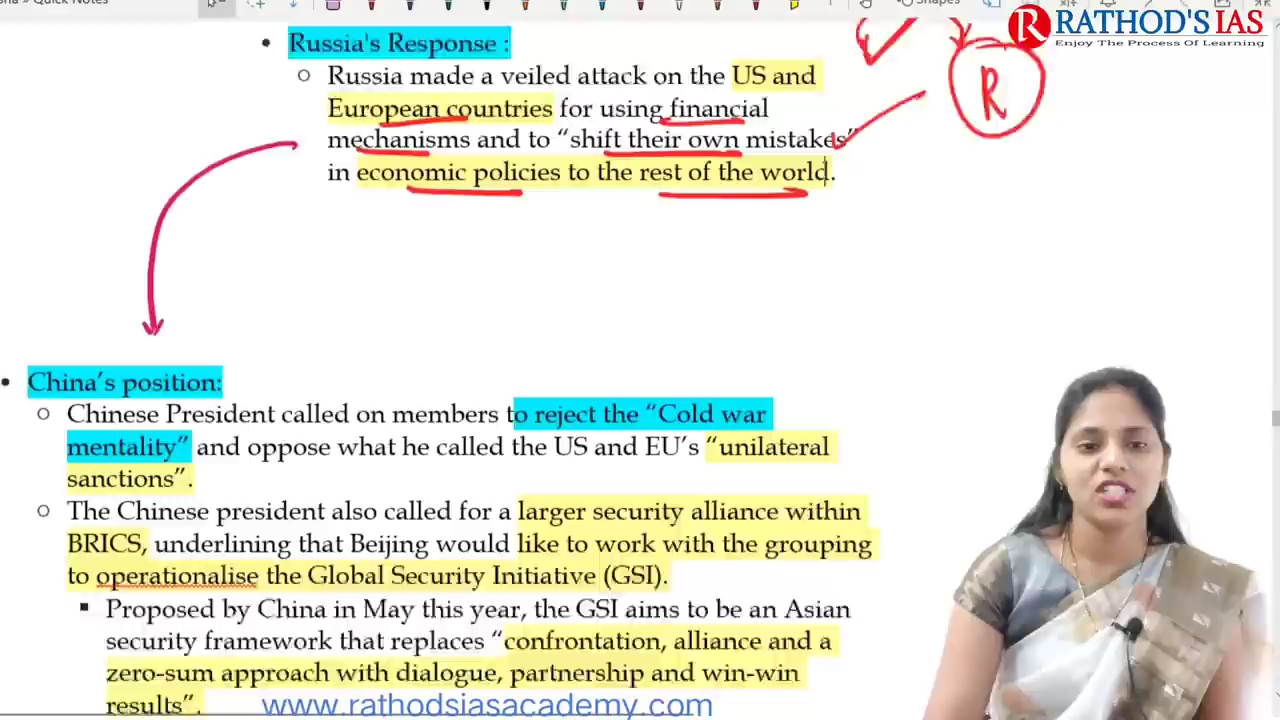 » Quick Notes
Shapes
RATHOD'S IAS
Enjoy The Process Of Learning
• Russia's Response :
R
○ Russia made a veiled attack on the US and
European countries for using financial
mechanisms and to “shift their own mistakes”
in economic policies to the rest of the world.
• China’s position:
○ Chinese President called on members to reject the “Cold war
mentality” and oppose what he called the US and EU’s “unilateral
sanctions”.
○ The Chinese president also called for a larger security alliance within
BRICS, underlining that Beijing would like to work with the grouping
to operationalise the Global Security Initiative (GSI).
▪ Proposed by China in May this year, the GSI aims to be an Asian
security framework that replaces “confrontation, alliance and a
zero-sum approach with dialogue, partnership and win-win
results”.
www.rathodsiasacademy.com